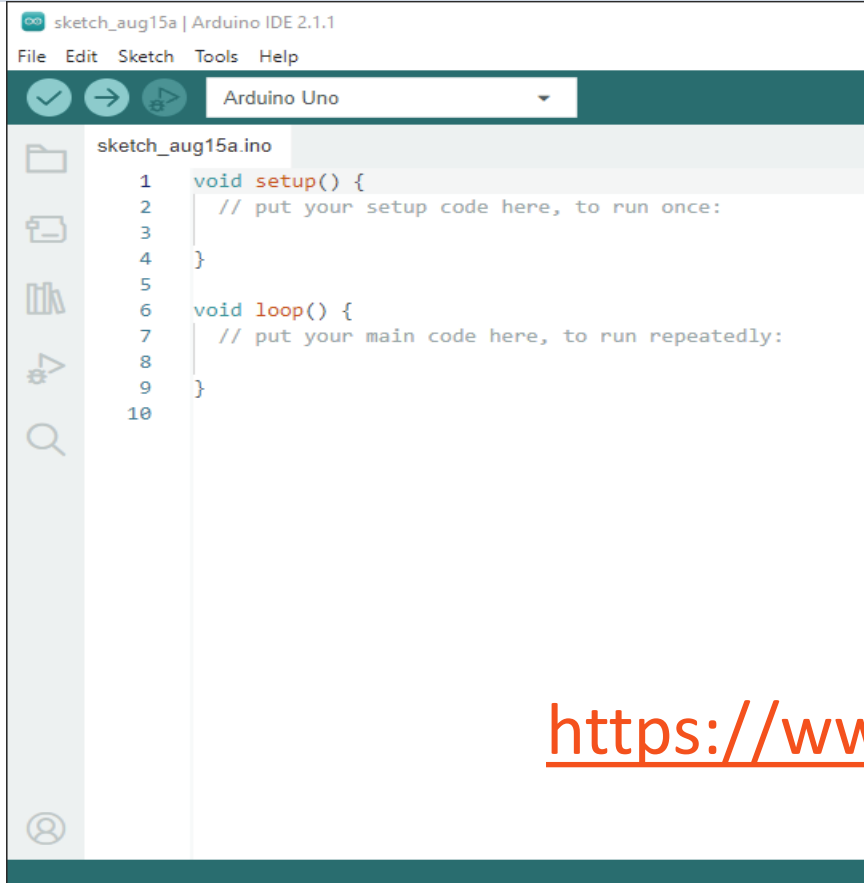 sketch_aug15a | Arduino IDE 2.1.1
File Edit Sketch Tools Help
Arduino Uno
sketch_aug15a.ino
1 void setup() {
2 // put your setup code here, to run once:
3
4 }
5
6 void loop() {
7 // put your main code here, to run repeatedly:
8
9 }
10
https://ww